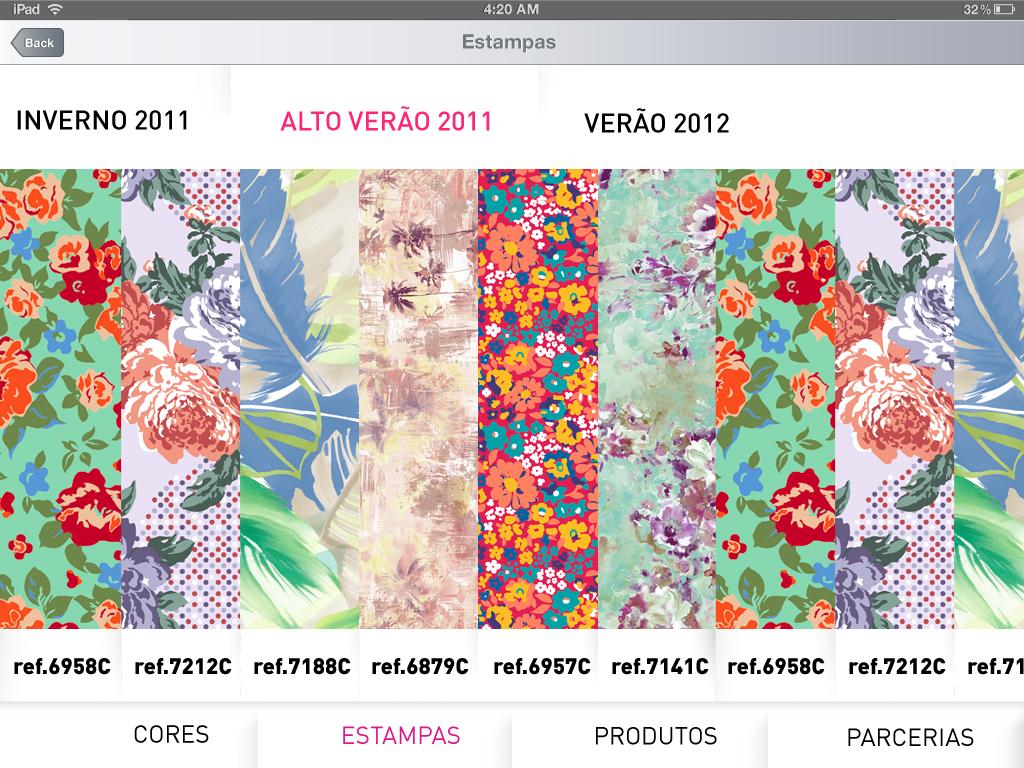 iPad 4:20 AM 32%
Back Estampas
INVERNO 2011 ALTO VERÃO 2011 VERÃO 2012
ref.6958C ref.7212C ref.7188C ref.6879C ref.6957C ref.7141C ref.6958C ref.7212C ref.71
CORES ESTAMPAS PRODUTOS PARCERIAS